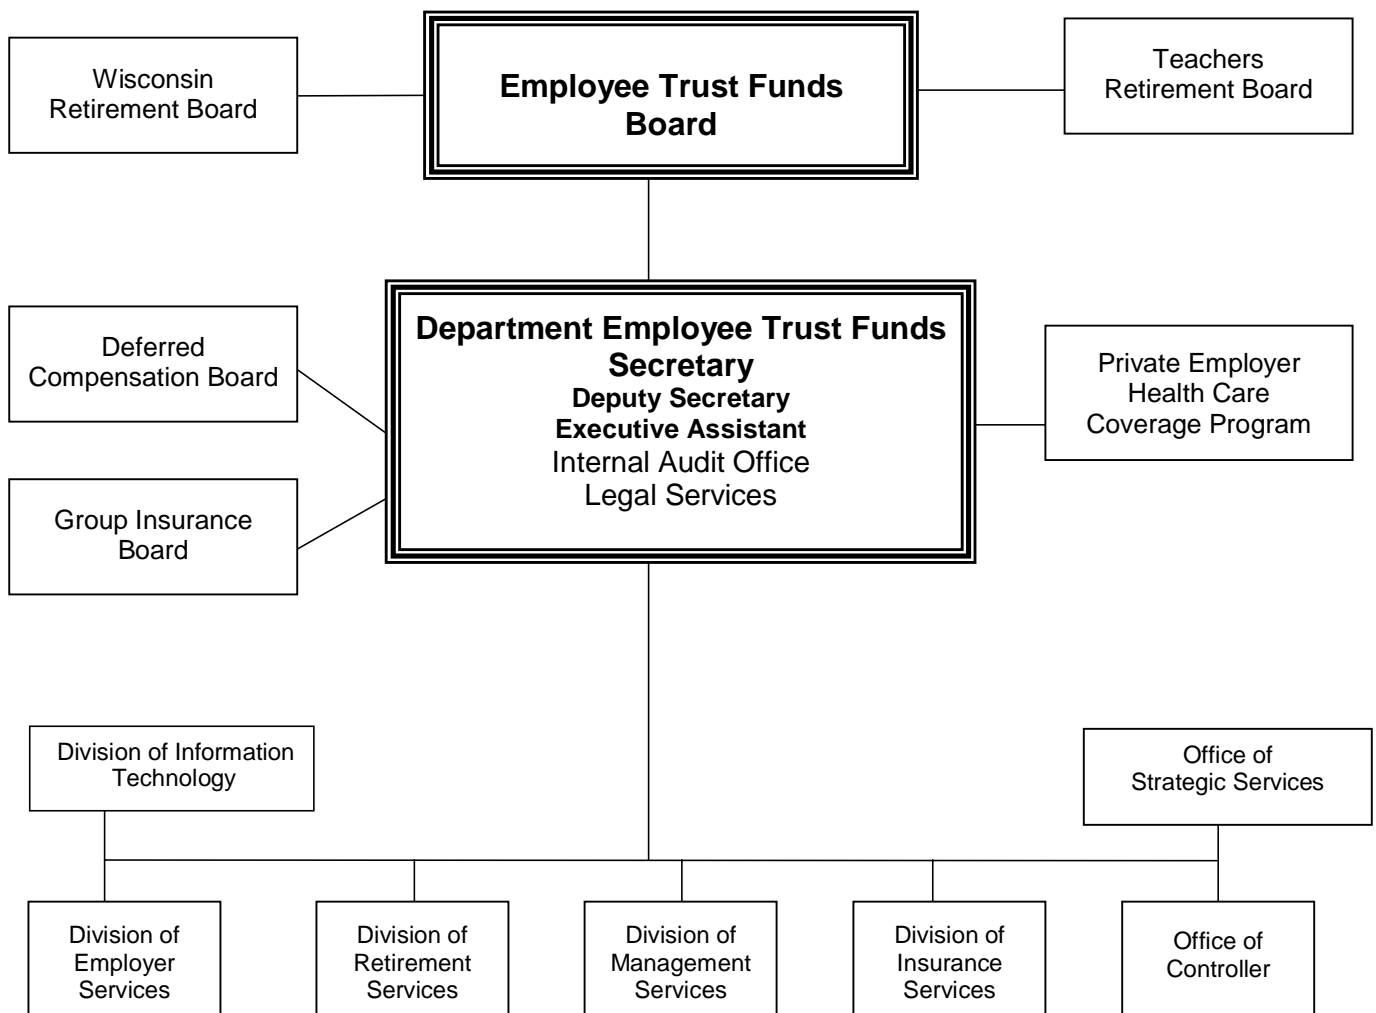 Wisconsin
Retirement Board
Employee Trust Funds
Board
Teachers
Retirement Board
Deferred
Compensation Board
Group Insurance
Board
Department Employee Trust Funds
Secretary
Deputy Secretary
Executive Assistant
Internal Audit Office
Legal Services
Private Employer
Health Care
Coverage Program
Division of Information
Technology
Office of
Strategic Services
Division of
Employer
Services
Division of
Retirement
Services
Division of
Management
Services
Division of
Insurance
Services
Office of
Controller